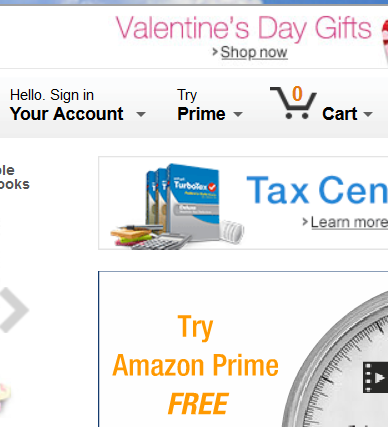 Valentine's Day Gifts
Shop now
Hello. Sign in
Your Account
Try
Prime
0
Cart
TurboTax
Deluxe
Tax Cen
Learn more
Try
Amazon Prime
FREE